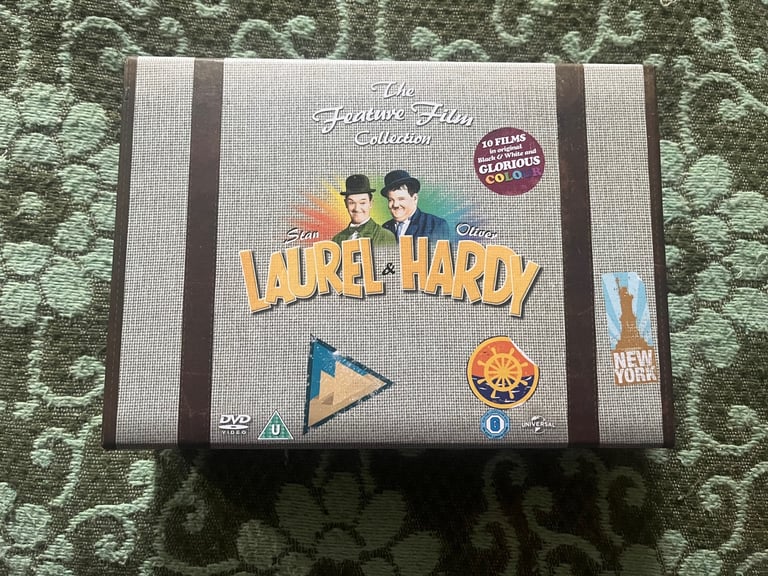 The
Feature Film
Collection
10 FILMS
in original
Black & White and
GLORIOUS
COLOUR
Stan
Oliver
LAUREL & HARDY
NEW
YORK
DVD
VIDEO
U
UNIVERSAL